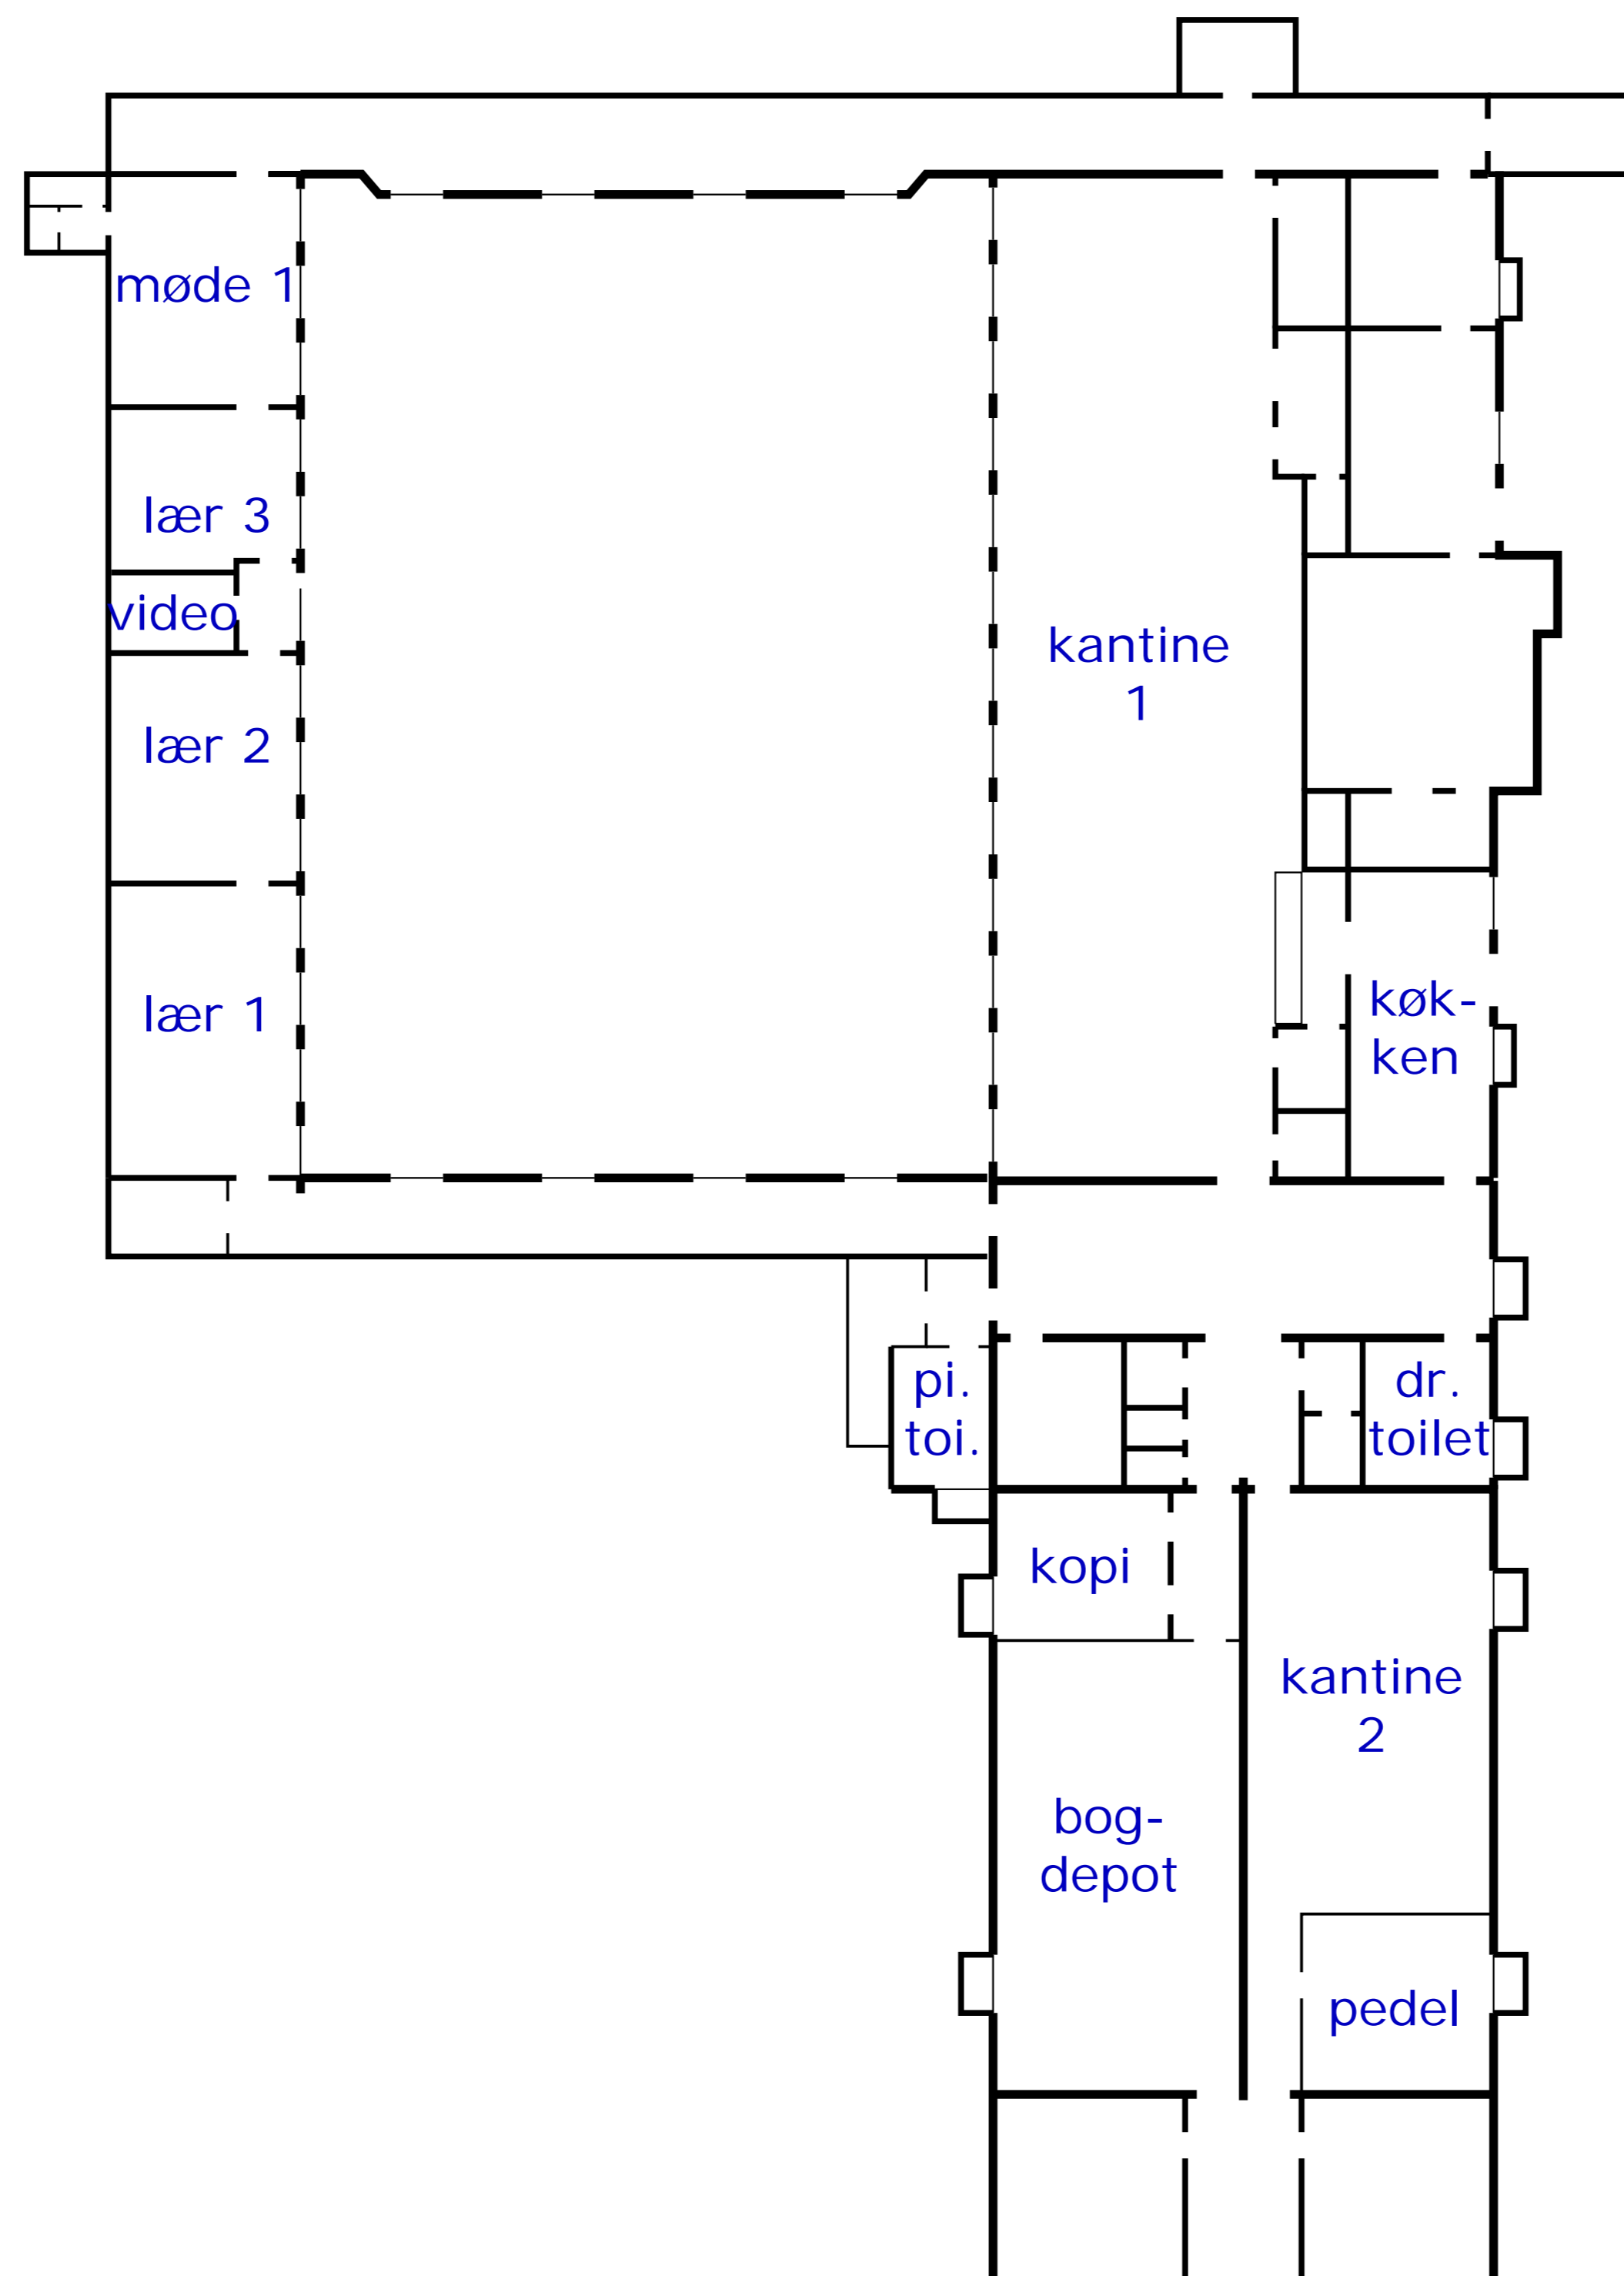 møde 1
lær 3
video
kantine
1
lær 2
lær 1
køk-
ken
pi.
toi.
dr.
toilet
kopi
kantine
2
bog-
depot
pedel